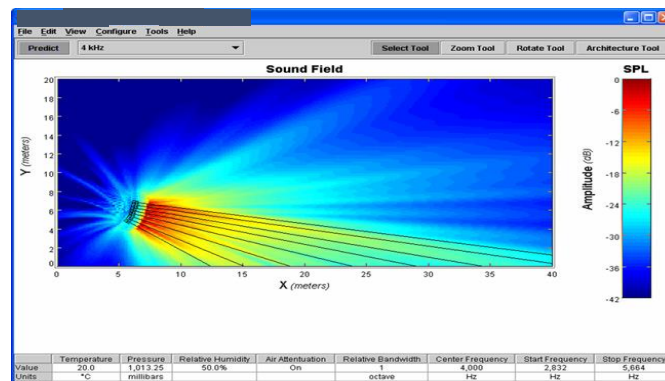 File Edit View Configure Tools Help
Predict 4 kHz Select Tool Zoom Tool Rotate Tool Architecture Tool
Sound Field SPL
20
18
16
14
12
10
8
6
4
2
0
Y (meters)
0 5 10 15 20 25 30 35 40
X (meters)
0
-6
-12
-18
-24
-30
-36
-42
Amplitude (dB)
Temperature Pressure Relative Humidity Air Attentuation Relative Bandwidth Center Frequency Start Frequency Stop Frequency
Value 20.0 1,013.25 50.0% On 1 4,000 2,832 5,664
Units °C millibars octave Hz Hz Hz